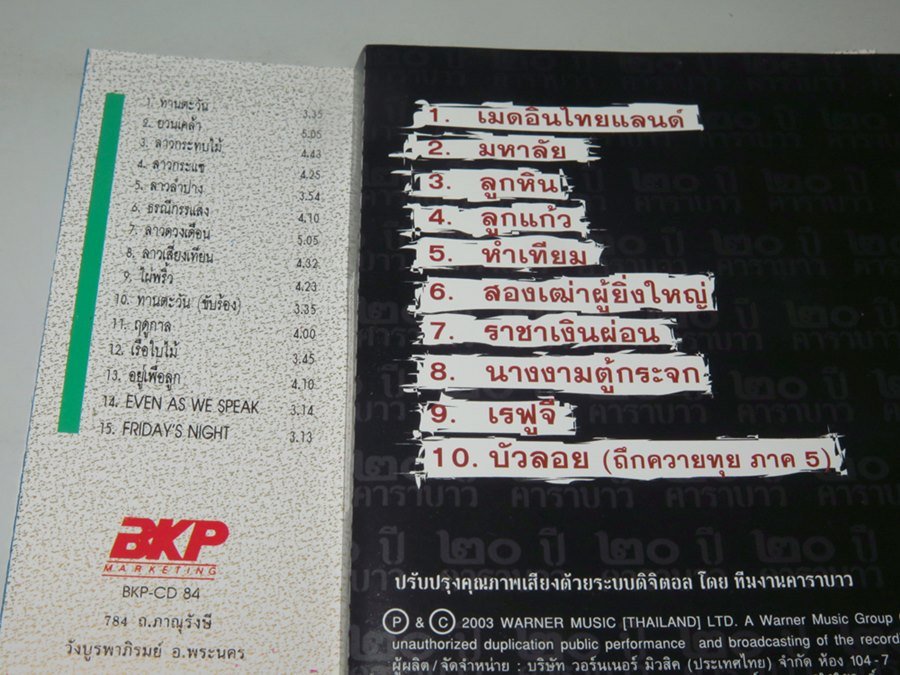 1. ทานตะวัน 3.35
2. ยวนเคล้า 5.05
3. ลาวกระทบไม้ 4.43
4. ลาวกระแซ 4.25
5. ลาวลำปาง 3.54
6. ธรณีกรรแสง 4.10
7. ลาวดวงเดือน 5.05
8. ลาวเสี่ยงเทียน 4.32
9. ไผ่พริ้ว 4.23
10. ทานตะวัน (ขับร้อง) 3.35
11. ฤดูกาล 4.00
12. เรือใบไม้ 3.45
13. อยู่เพื่อลูก 4.10
14. EVEN AS WE SPEAK 3.14
15. FRIDAY'S NIGHT 3.13
BKP
MARKETING
BKP-CD 84
784 ถ.ภาณุรังษี
วังบูรพาภิรมย์ อ.พระนคร
1. เมดอินไทยแลนด์
2. มหาลัย
3. ลูกหิน
4. ลูกแก้ว
5. หำเทียม
6. สองเฒ่าผู้ยิ่งใหญ่
7. ราชาเงินผ่อน
8. นางงามตู้กระจก
9. เรฟูจี
10. บัวลอย (ถึกควายทุย ภาค 5)
๒๐ ปี
คาราบาว
ปรับปรุงคุณภาพเสียงด้วยระบบดิจิตอล โดย ทีมงานคาราบาว
P & C 2003 WARNER MUSIC [THAILAND] LTD. A Warner Music Group
unauthorized duplication public performance and broadcasting of the record
ผู้ผลิต / จัดจำหน่าย : บริษัท วอร์นเนอร์ มิวสิค (ประเทศไทย) จำกัด ห้อง 104-7